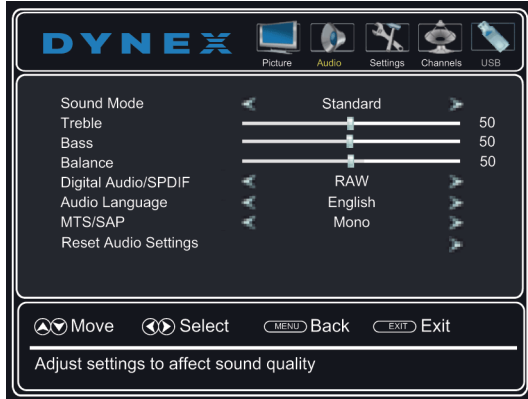 DYNEX
Picture Audio Settings Channels USB
Sound Mode Standard
Treble 50
Bass 50
Balance 50
Digital Audio/SPDIF RAW
Audio Language English
MTS/SAP Mono
Reset Audio Settings
Move Select MENU Back EXIT Exit
Adjust settings to affect sound quality